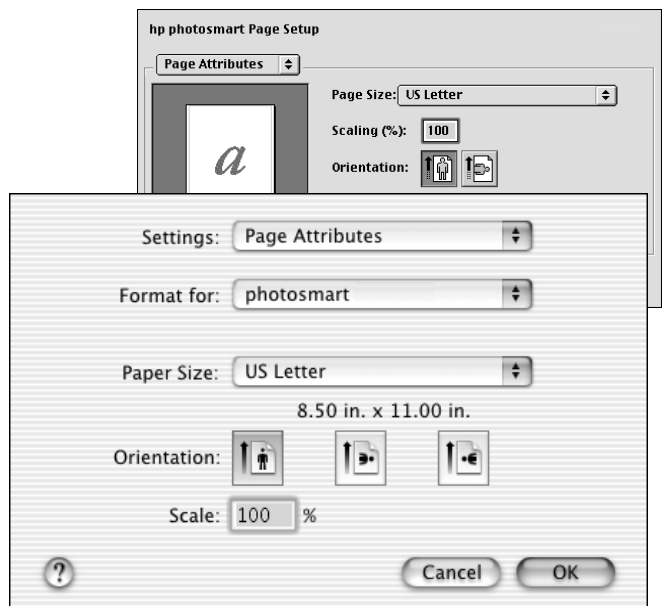 hp photosmart Page Setup
Page Attributes
Page Size: US Letter
Scaling (%): 100
a
Orientation:
Settings: Page Attributes
Format for: photosmart
Paper Size: US Letter
8.50 in. x 11.00 in.
Orientation:
Scale: 100 %
? Cancel OK